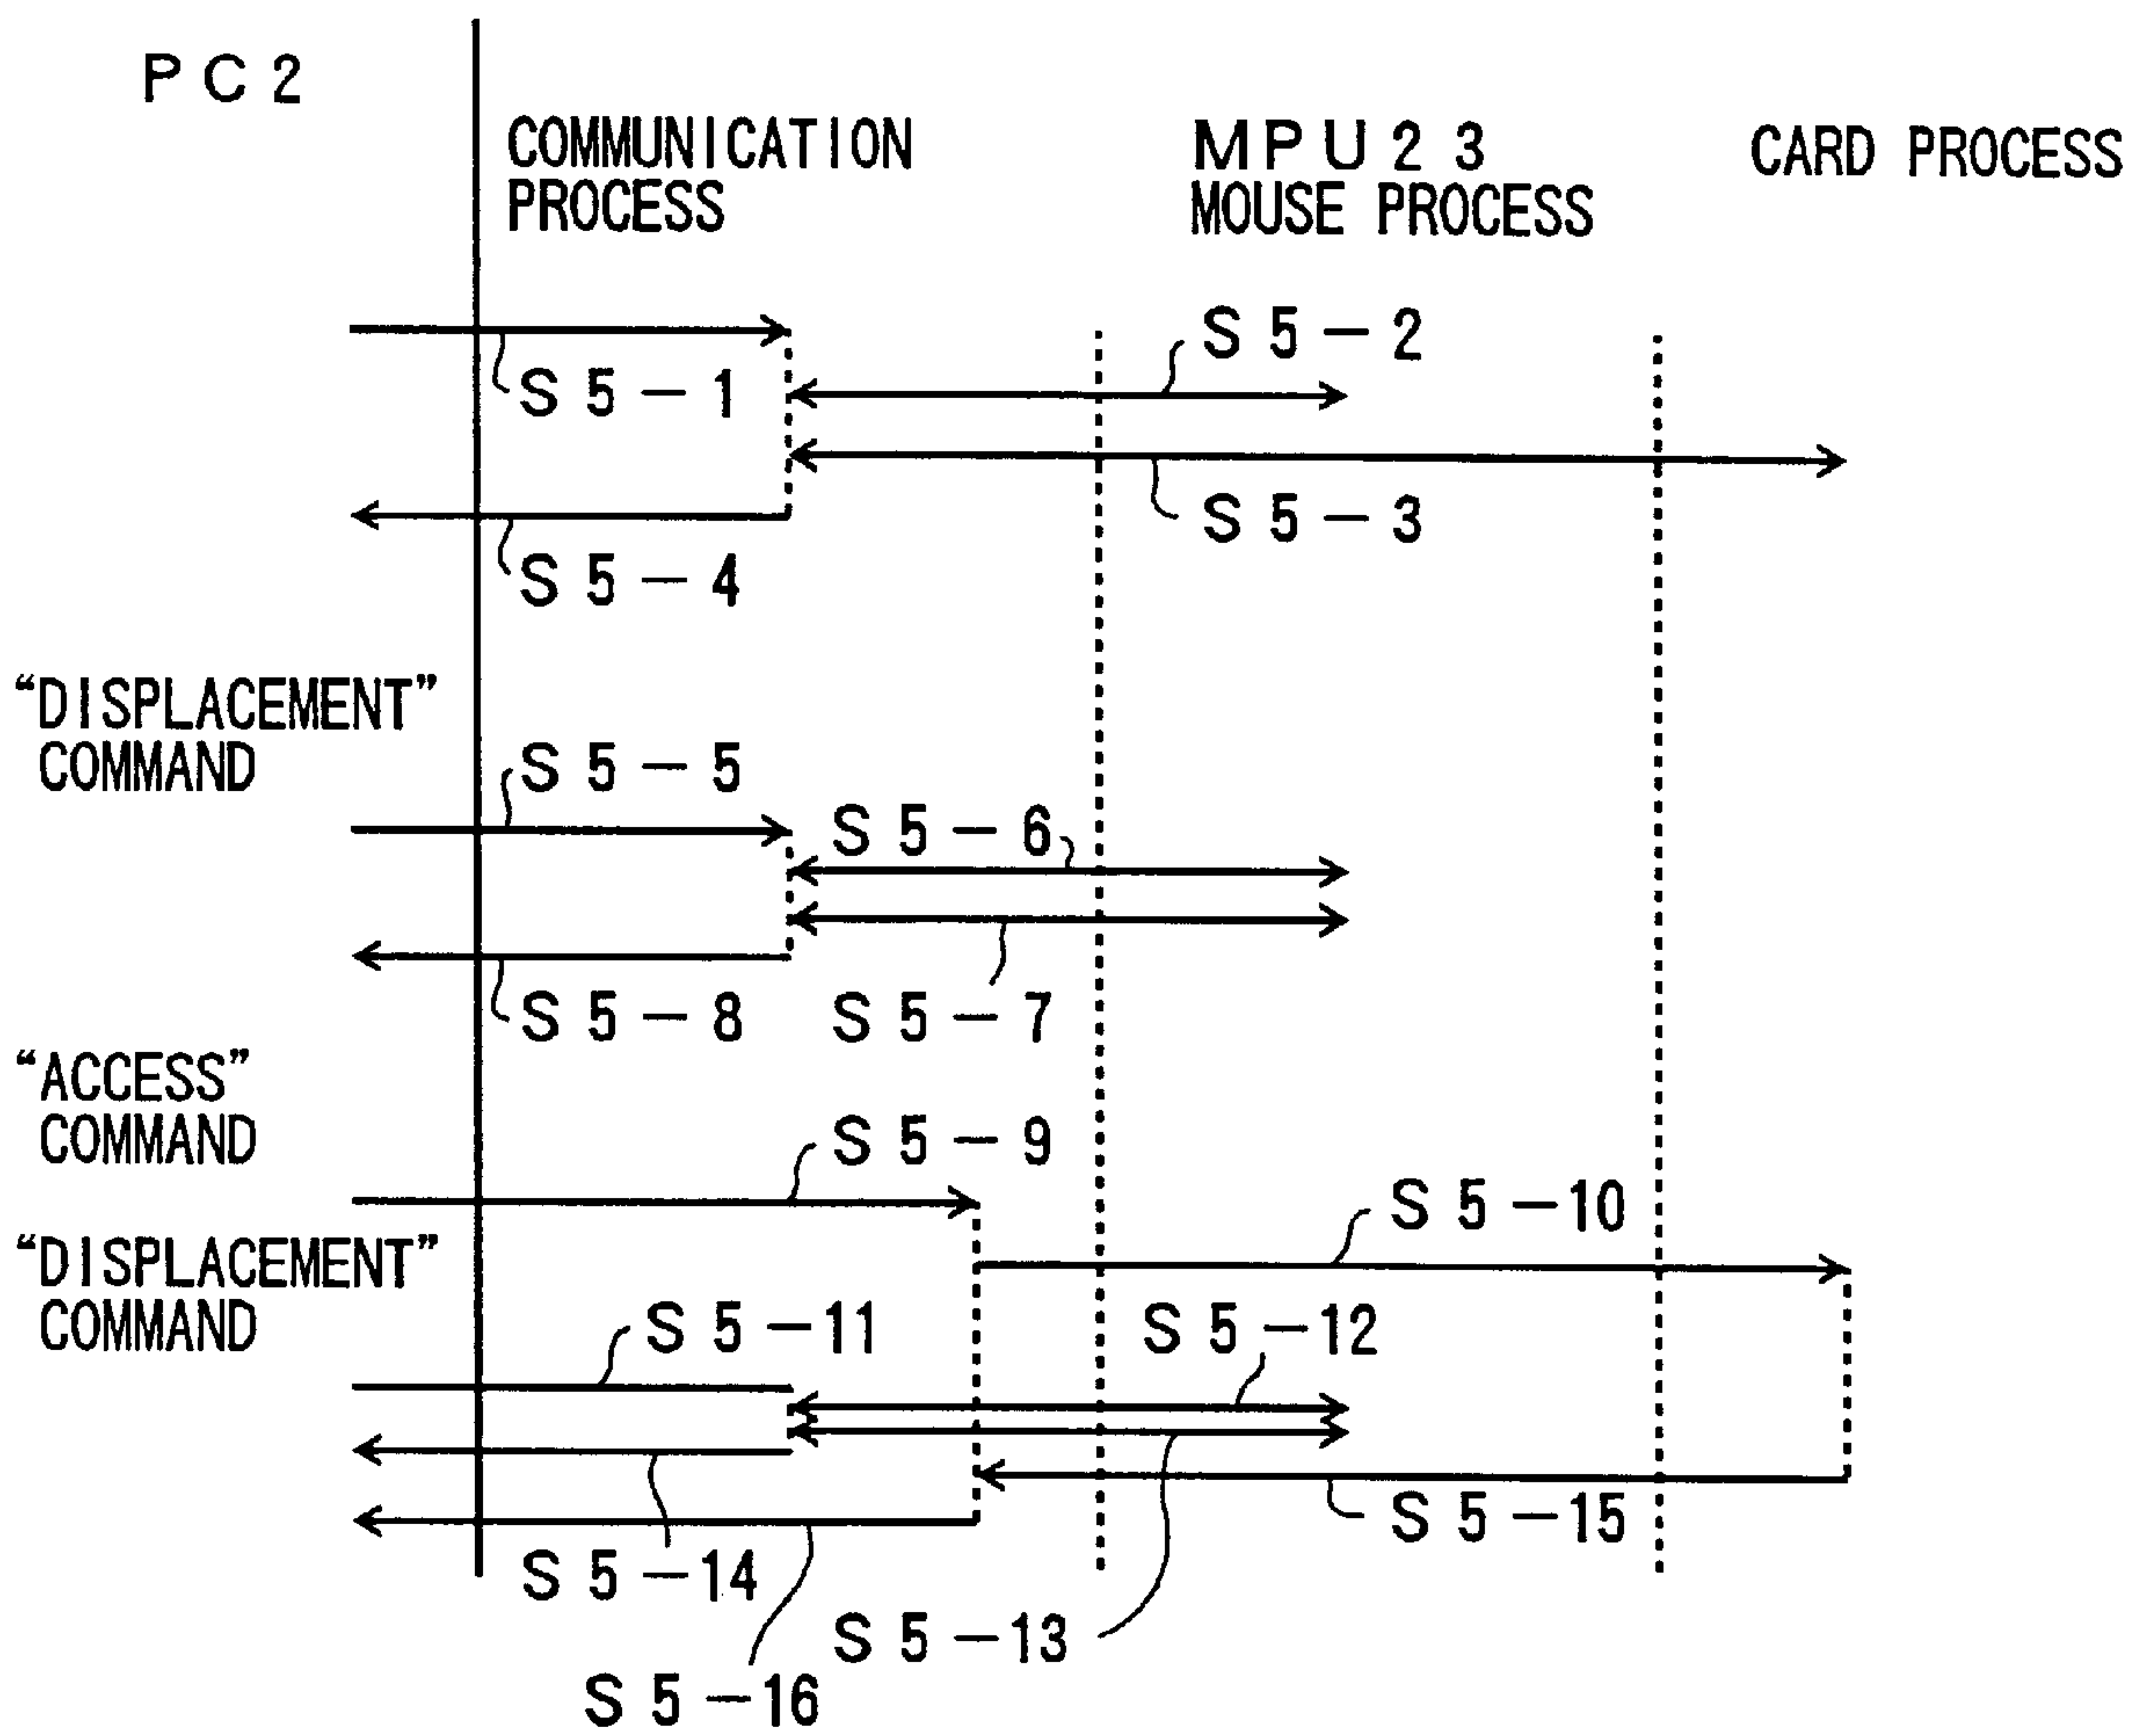 PC2
COMMUNICATION
PROCESS
MPU23
MOUSE PROCESS
CARD PROCESS
S5-1
S5-2
S5-3
S5-4
“DISPLACEMENT”
COMMAND
S5-5
S5-6
S5-7
S5-8
“ACCESS”
COMMAND
S5-9
S5-10
“DISPLACEMENT”
COMMAND
S5-11
S5-12
S5-15
S5-14
S5-13
S5-16